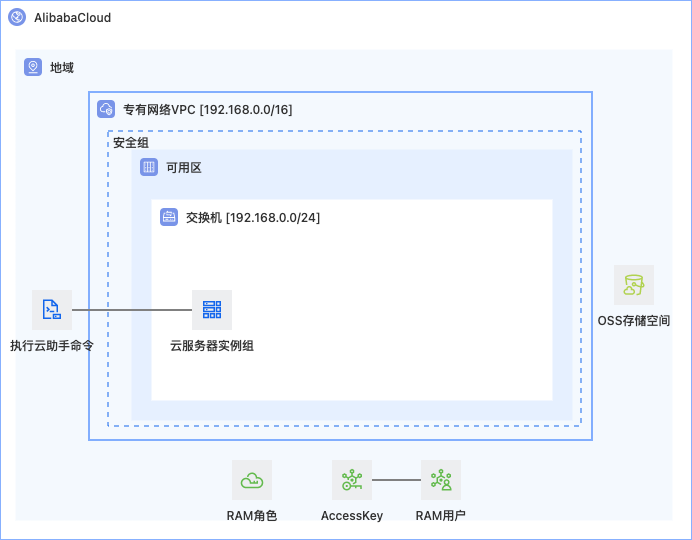 AlibabaCloud
地域
专有网络VPC [192.168.0.0/16]
安全组
可用区
交换机 [192.168.0.0/24]
OSS存储空间
执行云助手命令
云服务器实例组
RAM角色
AccessKey
RAM用户